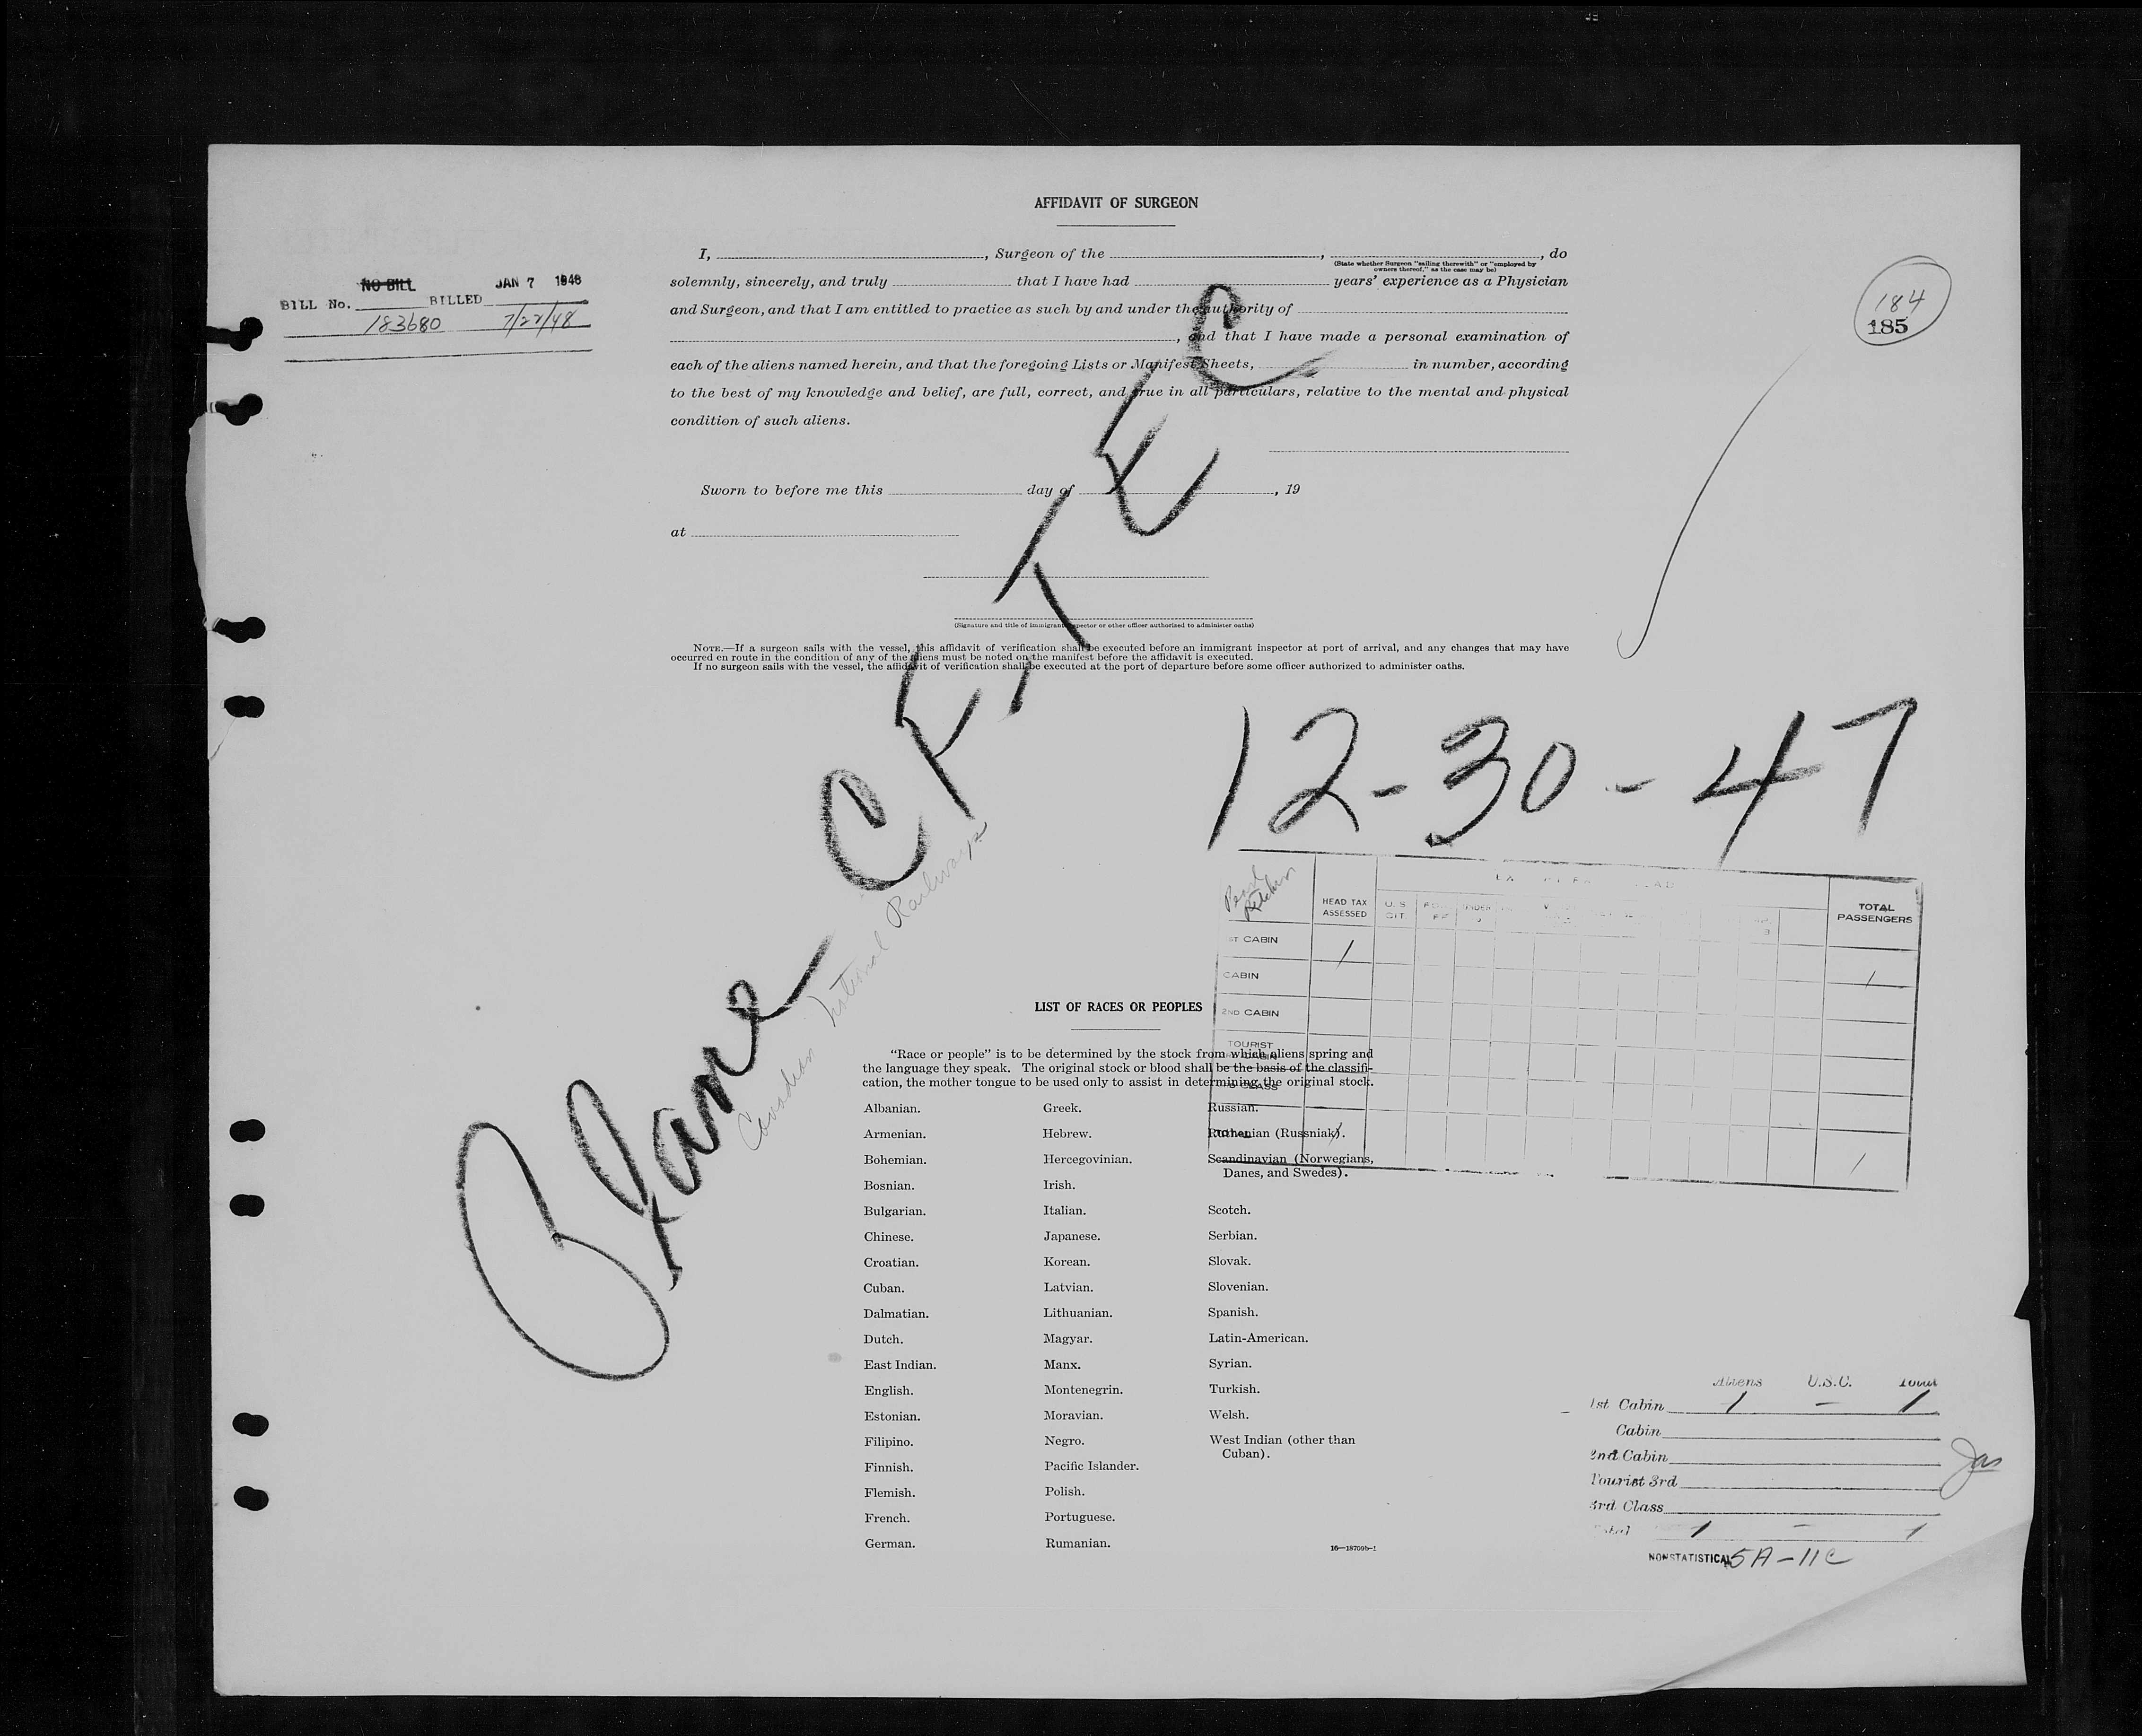 AFFIDAVIT OF SURGEON
I, , Surgeon of the , , do
(State whether Surgeon "sailing therewith" or "employed by
owners thereof," as the case may be)
solemnly, sincerely, and truly that I have had years' experience as a Physician
and Surgeon, and that I am entitled to practice as such by and under the authority of
, and that I have made a personal examination of
each of the aliens named herein, and that the foregoing Lists or Manifest Sheets, in number, according
to the best of my knowledge and belief, are full, correct, and true in all particulars, relative to the mental and physical
condition of such aliens.
Sworn to before me this day of , 19
at
(Signature and title of immigrant inspector or other officer authorized to administer oaths)
NOTE.—If a surgeon sails with the vessel, this affidavit of verification shall be executed before an immigrant inspector at port of arrival, and any changes that may have
occurred en route in the condition of any of the aliens must be noted on the manifest before the affidavit is executed.
If no surgeon sails with the vessel, the affidavit of verification shall be executed at the port of departure before some officer authorized to administer oaths.
NO BILL JAN 7 1948
BILL No. BILLED
183680 7/22/48
184
185
12-30-47
Plane
Canadian National Railways
HEAD TAX
ASSESSED
U.S
CIT
UNDER
TOTAL
PASSENGERS
ST CABIN 1
CABIN 1
2ND CABIN
TOURIST
CABIN
CLASS
1
LIST OF RACES OR PEOPLES
"Race or people" is to be determined by the stock from which aliens spring and
the language they speak. The original stock or blood shall be the basis of the classifi-
cation, the mother tongue to be used only to assist in determining the original stock.
Albanian. Greek. Russian.
Armenian. Hebrew. Ruthenian (Russniak).
Bohemian. Hercegovinian. Scandinavian (Norwegians,
Danes, and Swedes).
Bosnian. Irish.
Bulgarian. Italian. Scotch.
Chinese. Japanese. Serbian.
Croatian. Korean. Slovak.
Cuban. Latvian. Slovenian.
Dalmatian. Lithuanian. Spanish.
Dutch. Magyar. Latin-American.
East Indian. Manx. Syrian.
English. Montenegrin. Turkish.
Estonian. Moravian. Welsh.
Filipino. Negro. West Indian (other than
Cuban).
Finnish. Pacific Islander.
Flemish. Polish.
French. Portuguese.
German. Rumanian.
16—18709b-1
Aliens U.S.C. Total
1st Cabin 1 — 1
Cabin
2nd Cabin
Tourist 3rd
3rd Class
Total 1 — 1
NONSTATISTICAL 5A-11C